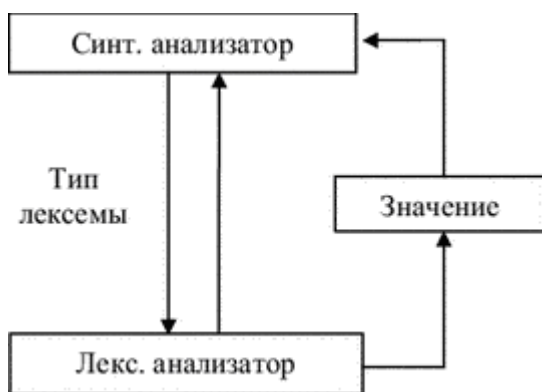 Синт. анализатор
Тип
лексемы
Значение
Лекс. анализатор